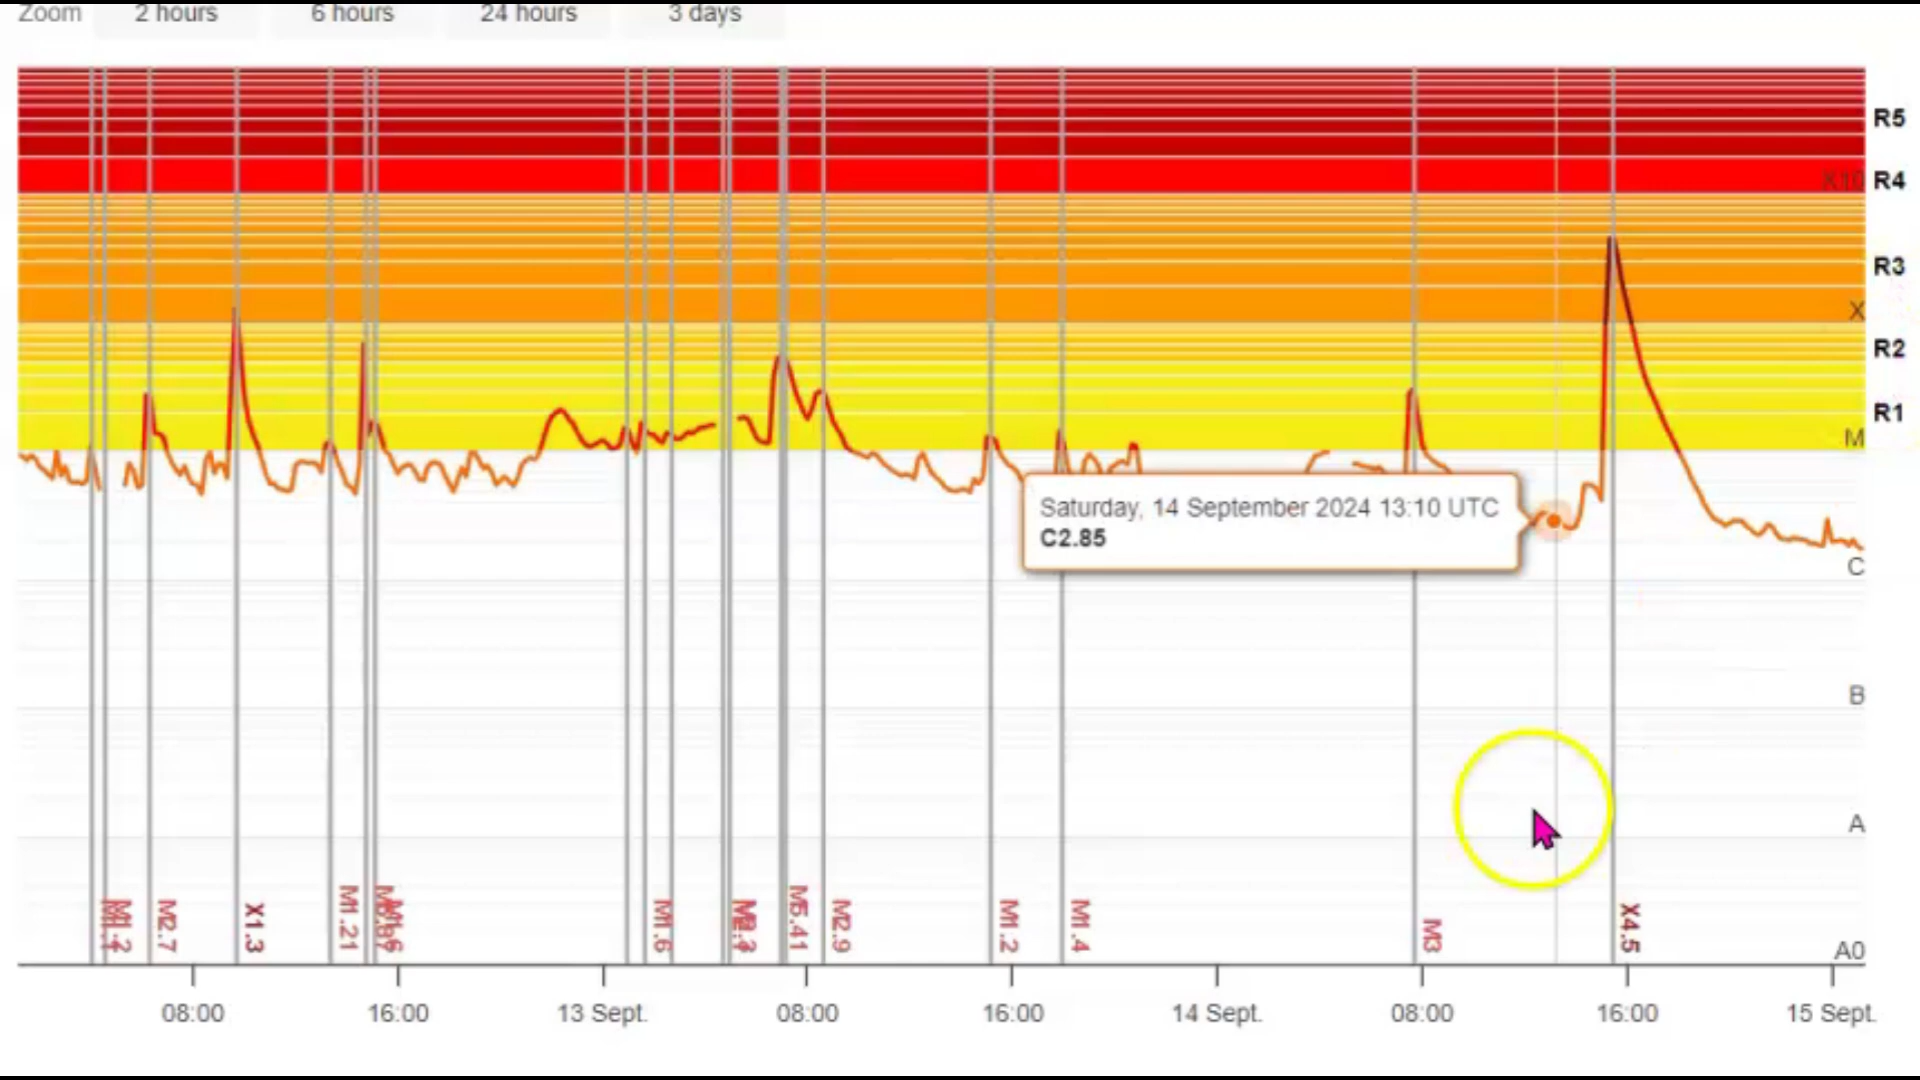 Zoom 2 hours 6 hours 24 hours 3 days
R5
X10 R4
R3
X
R2
R1
M
Saturday, 14 September 2024 13:10 UTC
C2.85
C
B
A
M1.2
M2.7
X1.3
M1.21
M1.6
M5.41
M2.9
M1.2
M1.4
M3
X4.5
A0
08:00 16:00 13 Sept. 08:00 16:00 14 Sept. 08:00 16:00 15 Sept.